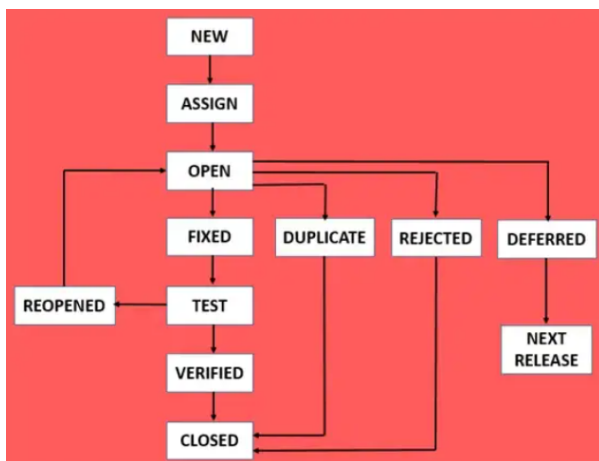 NEW
ASSIGN
OPEN
FIXED
DUPLICATE
REJECTED
DEFERRED
REOPENED
TEST
NEXT
RELEASE
VERIFIED
CLOSED